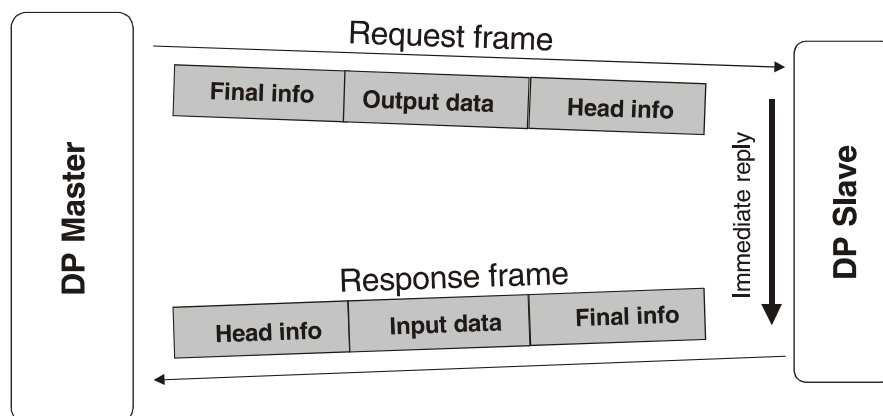 DP Master
Request frame
Final info
Output data
Head info
Immediate reply
DP Slave
Response frame
Head info
Input data
Final info